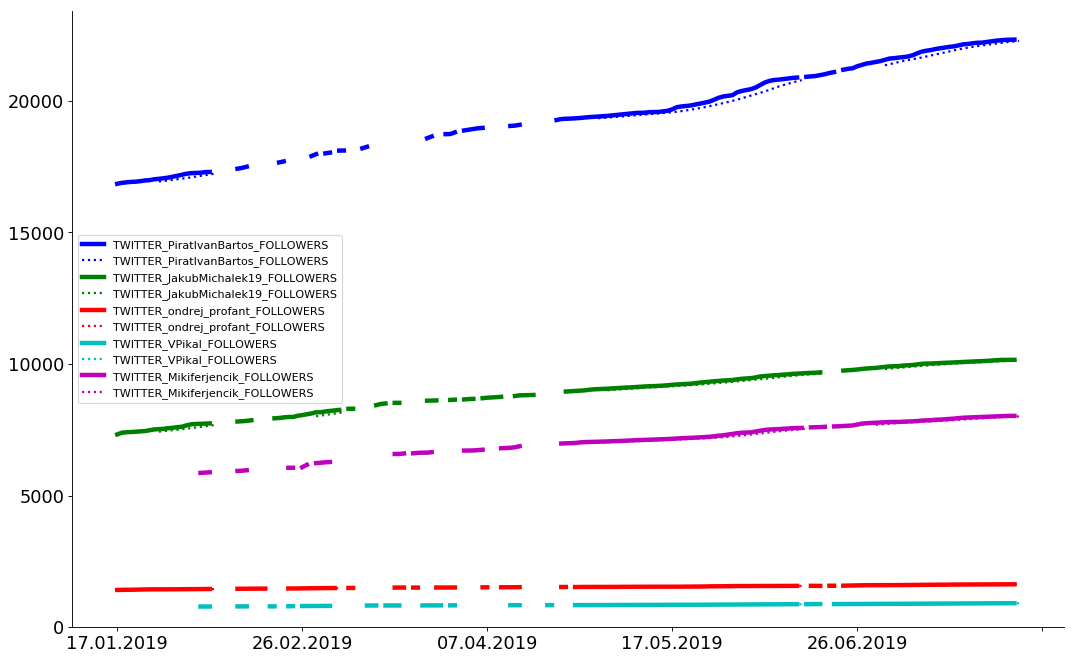 20000
15000
10000
5000
0
TWITTER_PiratIvanBartos_FOLLOWERS
TWITTER_PiratIvanBartos_FOLLOWERS
TWITTER_JakubMichalek19_FOLLOWERS
TWITTER_JakubMichalek19_FOLLOWERS
TWITTER_ondrej_profant_FOLLOWERS
TWITTER_ondrej_profant_FOLLOWERS
TWITTER_VPikal_FOLLOWERS
TWITTER_VPikal_FOLLOWERS
TWITTER_Mikiferjencik_FOLLOWERS
TWITTER_Mikiferjencik_FOLLOWERS
17.01.2019 26.02.2019 07.04.2019 17.05.2019 26.06.2019